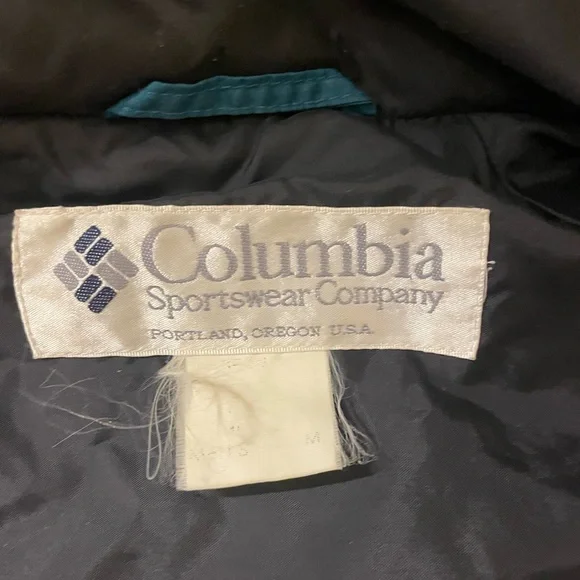 Columbia
Sportswear Company
PORTLAND, OREGON U.S.A.
M